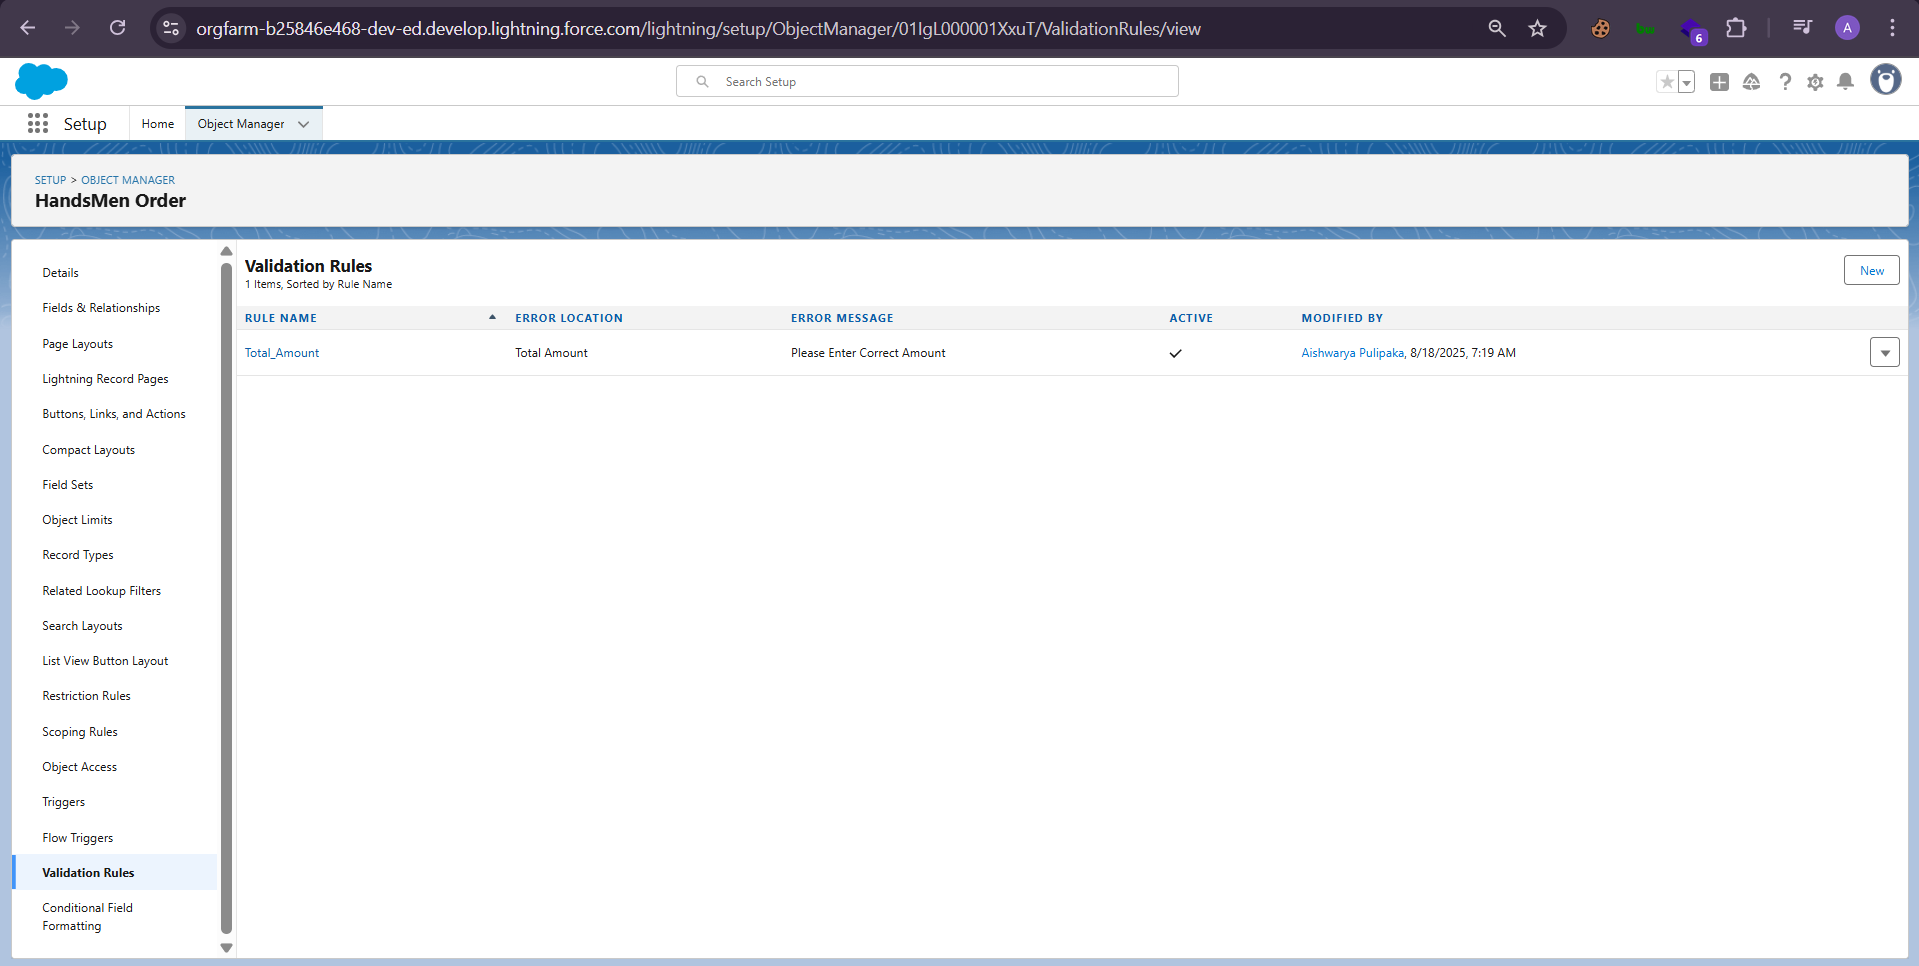 orgfarm-b25846e468-dev-ed.develop.lightning.force.com/lightning/setup/ObjectManager/01IgL000001XxuT/ValidationRules/view
bw
6
A
Search Setup
Setup
Home
Object Manager
SETUP > OBJECT MANAGER
HandsMen Order
Details
Fields & Relationships
Page Layouts
Lightning Record Pages
Buttons, Links, and Actions
Compact Layouts
Field Sets
Object Limits
Record Types
Related Lookup Filters
Search Layouts
List View Button Layout
Restriction Rules
Scoping Rules
Object Access
Triggers
Flow Triggers
Validation Rules
Conditional Field
Formatting
Validation Rules
1 Items, Sorted by Rule Name
New
RULE NAME ERROR LOCATION ERROR MESSAGE ACTIVE MODIFIED BY
Total_Amount Total Amount Please Enter Correct Amount Aishwarya Pulipaka, 8/18/2025, 7:19 AM